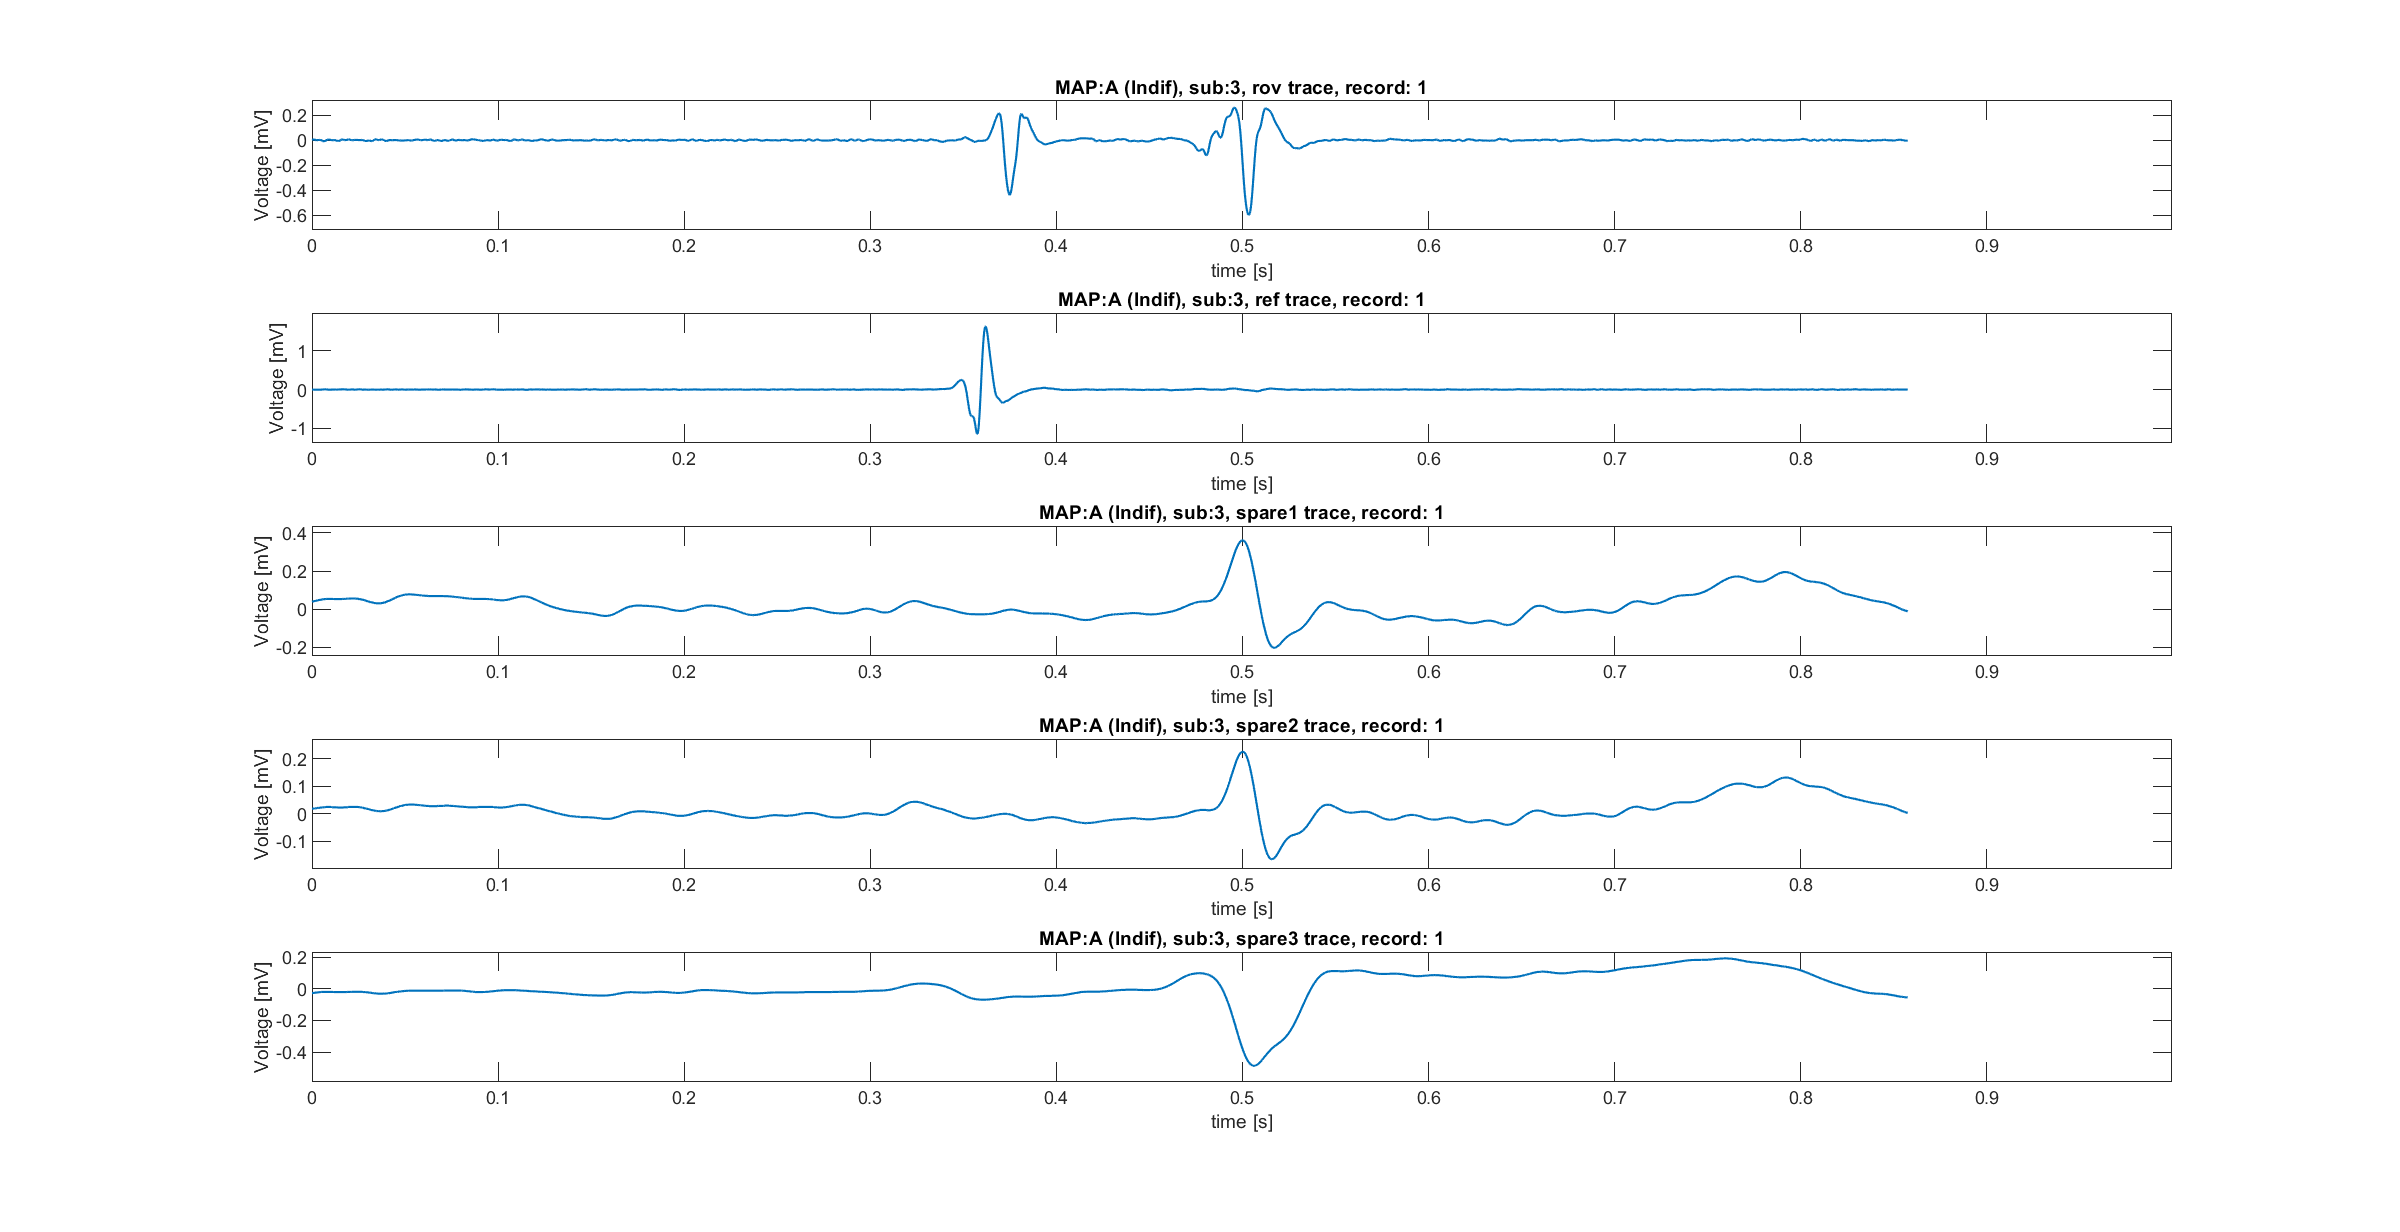 MAP:A (Indif), sub:3, rov trace, record: 1
Voltage [mV]
0.2
0
-0.2
-0.4
-0.6
0 0.1 0.2 0.3 0.4 0.5 0.6 0.7 0.8 0.9
time [s]
MAP:A (Indif), sub:3, ref trace, record: 1
Voltage [mV]
1
0
-1
0 0.1 0.2 0.3 0.4 0.5 0.6 0.7 0.8 0.9
time [s]
MAP:A (Indif), sub:3, spare1 trace, record: 1
Voltage [mV]
0.4
0.2
0
-0.2
0 0.1 0.2 0.3 0.4 0.5 0.6 0.7 0.8 0.9
time [s]
MAP:A (Indif), sub:3, spare2 trace, record: 1
Voltage [mV]
0.2
0.1
0
-0.1
0 0.1 0.2 0.3 0.4 0.5 0.6 0.7 0.8 0.9
time [s]
MAP:A (Indif), sub:3, spare3 trace, record: 1
Voltage [mV]
0.2
0
-0.2
-0.4
0 0.1 0.2 0.3 0.4 0.5 0.6 0.7 0.8 0.9
time [s]